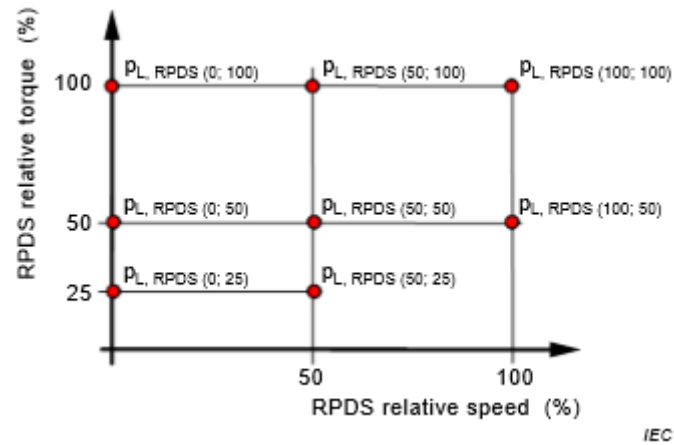 RPDS relative torque (%)
100
50
25
pL, RPDS (0; 100)
pL, RPDS (50; 100)
pL, RPDS (100; 100)
pL, RPDS (0; 50)
pL, RPDS (50; 50)
pL, RPDS (100; 50)
pL, RPDS (0; 25)
pL, RPDS (50; 25)
50
100
RPDS relative speed (%)
IEC